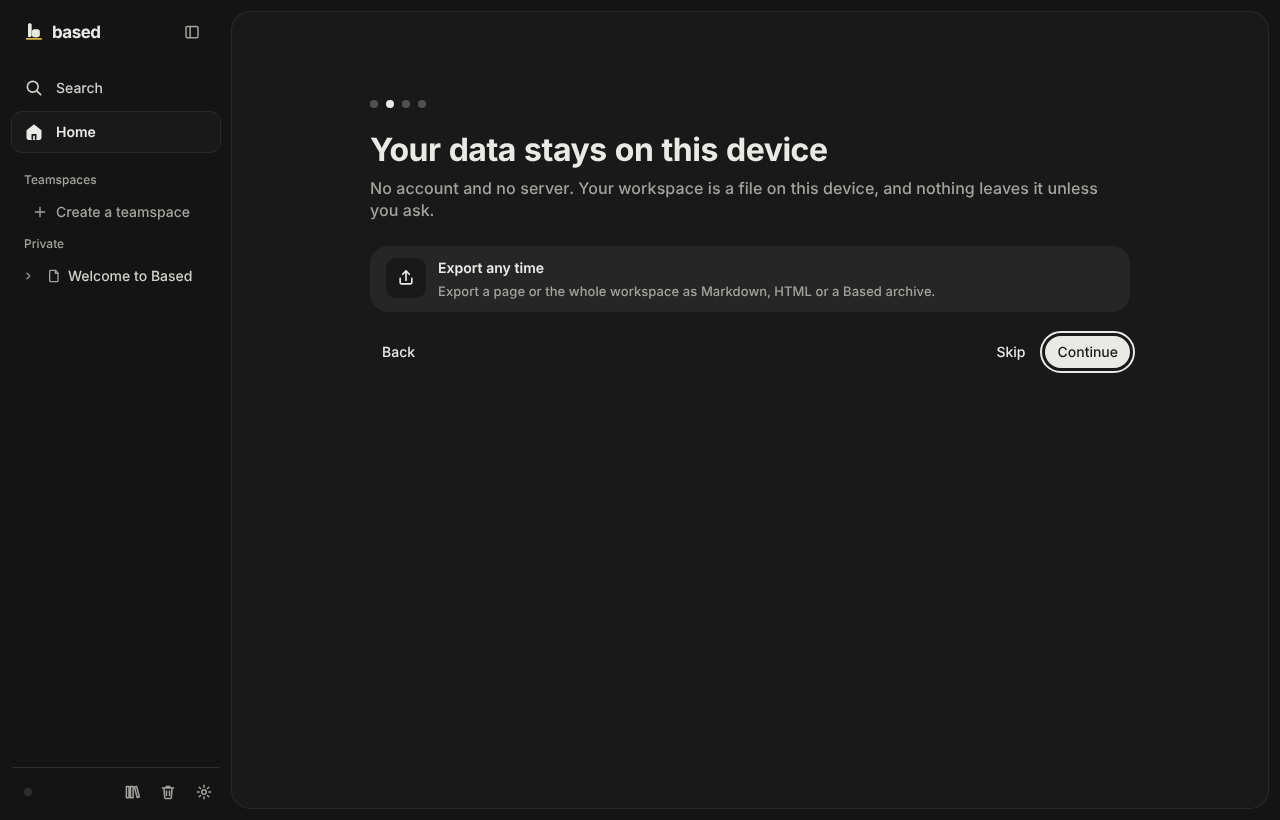 based
Search
Home
Teamspaces
Create a teamspace
Private
Welcome to Based
Your data stays on this device
No account and no server. Your workspace is a file on this device, and nothing leaves it unless
you ask.
Export any time
Export a page or the whole workspace as Markdown, HTML or a Based archive.
Back
Skip
Continue